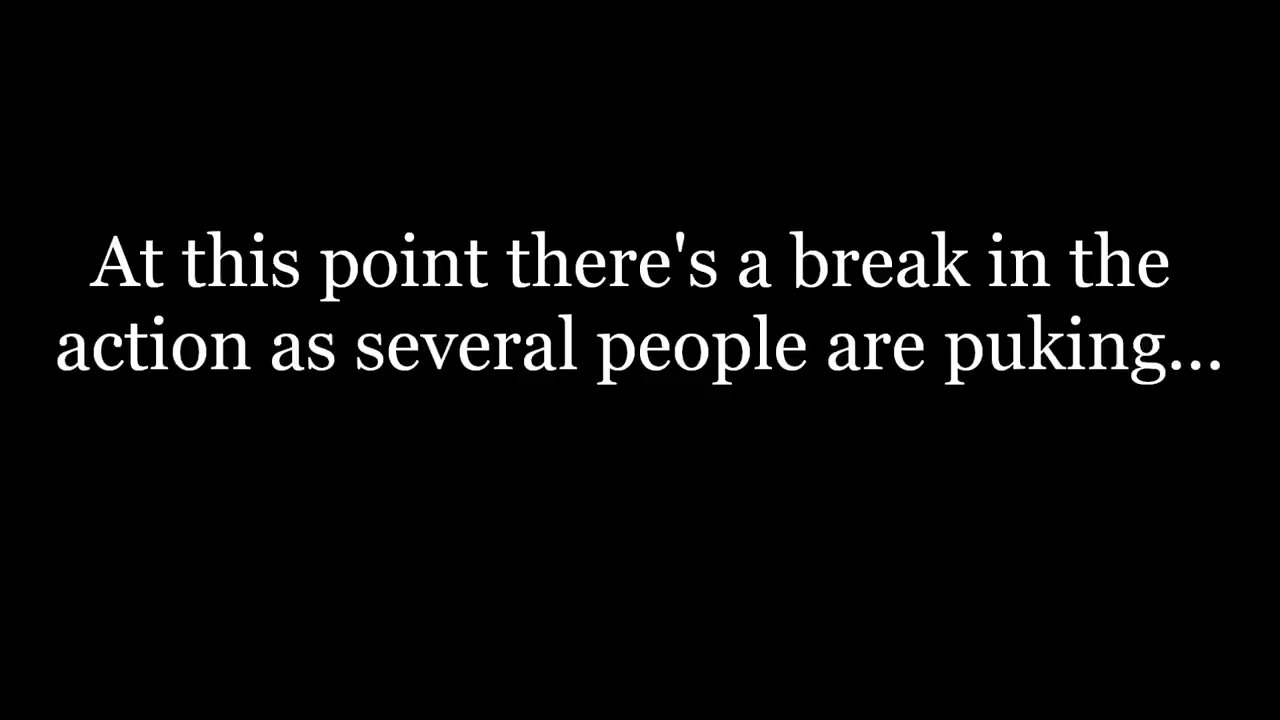 At this point there's a break in the
action as several people are puking...